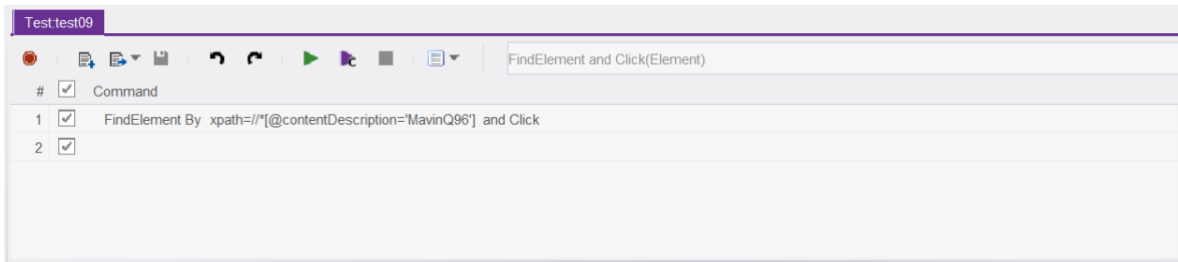 Test:test09
FindElement and Click(Element)
# Command
1 FindElement By xpath=//*[@contentDescription='MavinQ96'] and Click
2